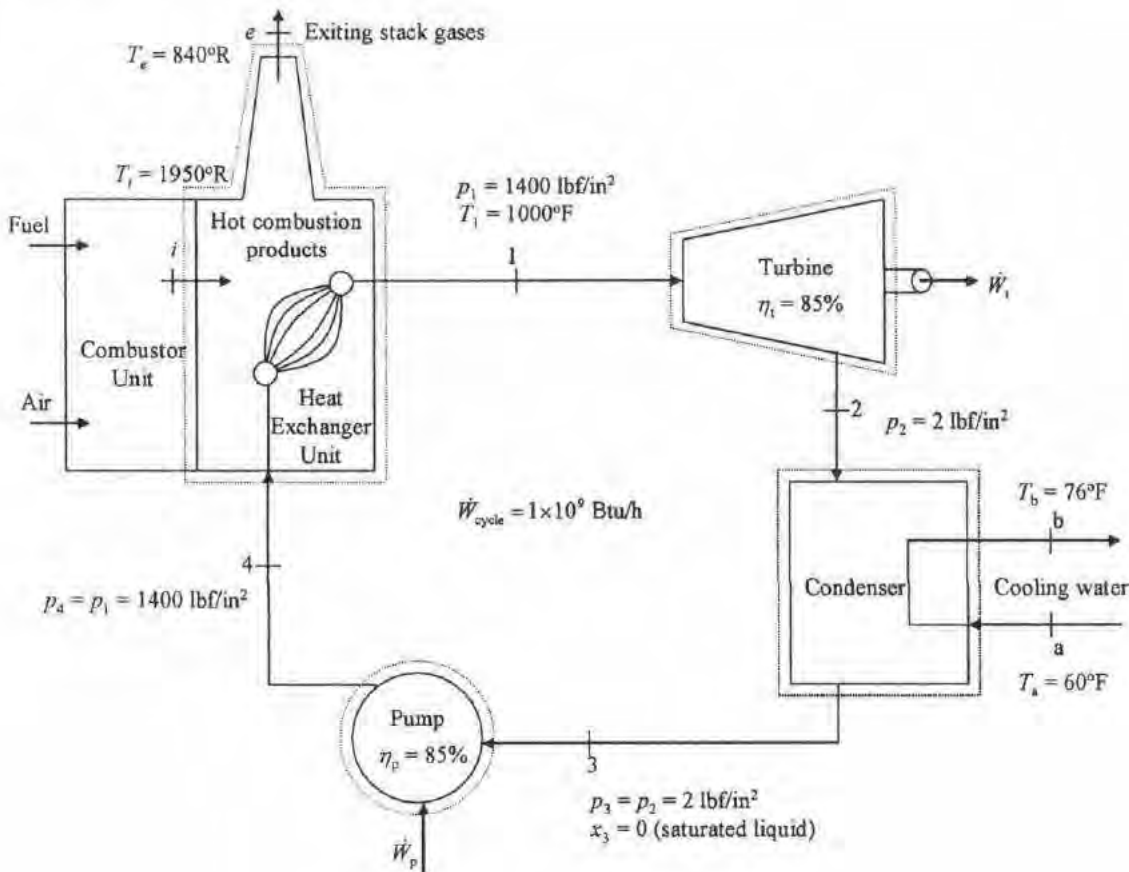 e Exiting stack gases
Tₑ = 840°R
Tᵢ = 1950°R
p₁ = 1400 lbf/in²
T₁ = 1000°F
Fuel
Hot combustion
products
i
1
Turbine
ηₜ = 85%
Ẇₜ
Combustor
Unit
Air
Heat
Exchanger
Unit
2
p₂ = 2 lbf/in²
Ẇcycle = 1×10⁹ Btu/h
T_b = 76°F
b
4
Condenser
Cooling water
p₄ = p₁ = 1400 lbf/in²
a
Tₐ = 60°F
Pump
ηₚ = 85%
3
p₃ = p₂ = 2 lbf/in²
x₃ = 0 (saturated liquid)
Ẇₚ